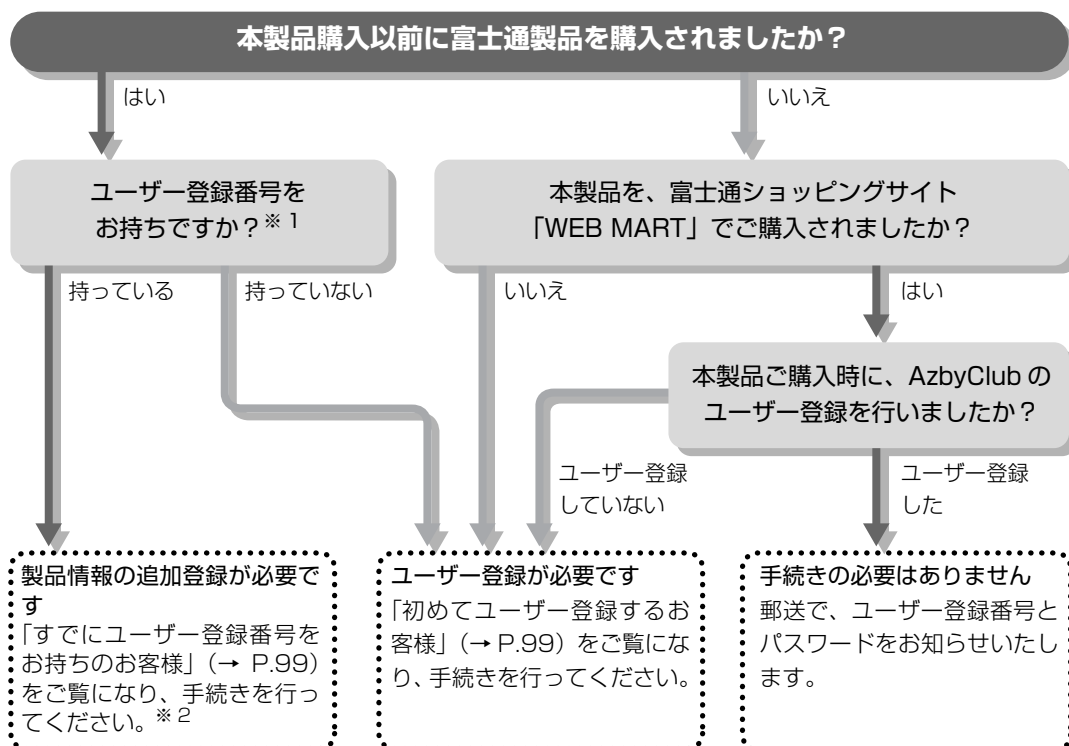 本製品購入以前に富士通製品を購入されましたか？
はい
いいえ
ユーザー登録番号を
お持ちですか？※1
本製品を、富士通ショッピングサイト
「WEB MART」でご購入されましたか？
持っている
持っていない
いいえ
はい
本製品ご購入時に、AzbyClub の
ユーザー登録を行いましたか？
ユーザー登録
していない
ユーザー登録
した
製品情報の追加登録が必要で
す
「すでにユーザー登録番号を
お持ちのお客様」（→ P.99）
をご覧になり、手続きを行っ
てください。※2
ユーザー登録が必要です
「初めてユーザー登録するお
客様」（→ P.99）をご覧にな
り、手続きを行ってください。
手続きの必要はありません
郵送で、ユーザー登録番号と
パスワードをお知らせいたし
ます。